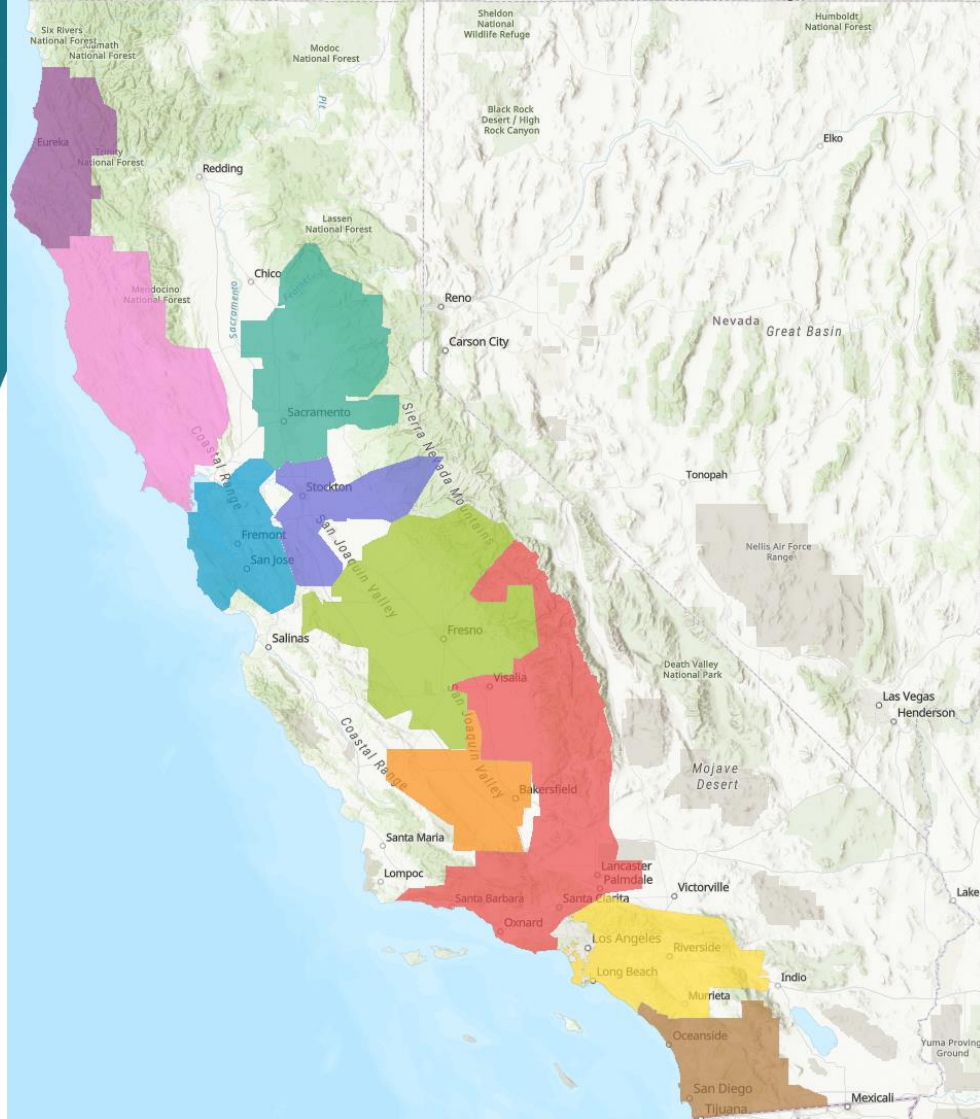 Sheldon
National
Wildlife Refuge
Humboldt
National Forest
Six Rivers
National Forest
Klamath
National Forest
Modoc
National Forest
Pit
Black Rock
Desert / High
Rock Canyon
Elko
Eureka
Trinity
National Forest
Redding
Lassen
National Forest
Chico
Mendocino
National Forest
Sacramento
Reno
Carson City
Nevada
Great Basin
Sacramento
Coastal Range
Sierra Nevada Mountains
Tonopah
Stockton
San Joaquin Valley
Fremont
San Jose
Nellis Air Force
Range
Salinas
Fresno
Death Valley
National Park
Visalia
San Joaquin Valley
Las Vegas
Henderson
Coastal Range
Mojave
Desert
Bakersfield
Santa Maria
Lompoc
Lancaster
Palmdale
Victorville
Lake
Santa Barbara
Santa Clarita
Oxnard
Los Angeles
Riverside
Long Beach
Indio
Murrieta
Oceanside
Yuma Proving
Ground
San Diego
Tijuana
Mexicali